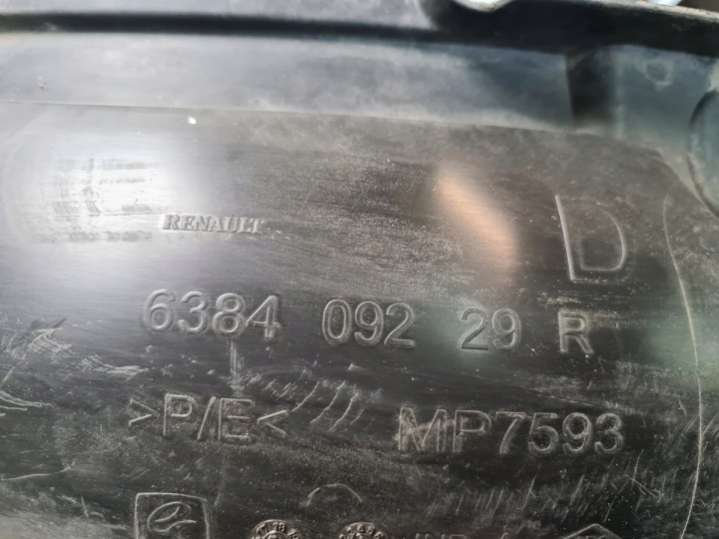 RENAULT
D
6384 092 29 R
>P/E< MP7593